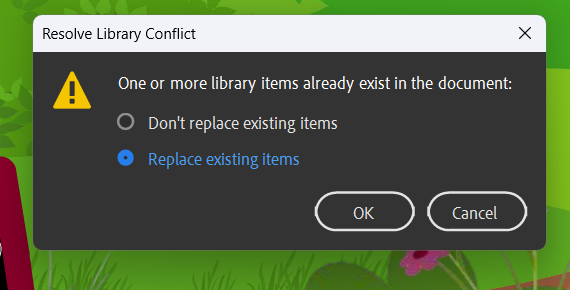 Resolve Library Conflict
One or more library items already exist in the document:
Don't replace existing items
Replace existing items
OK
Cancel